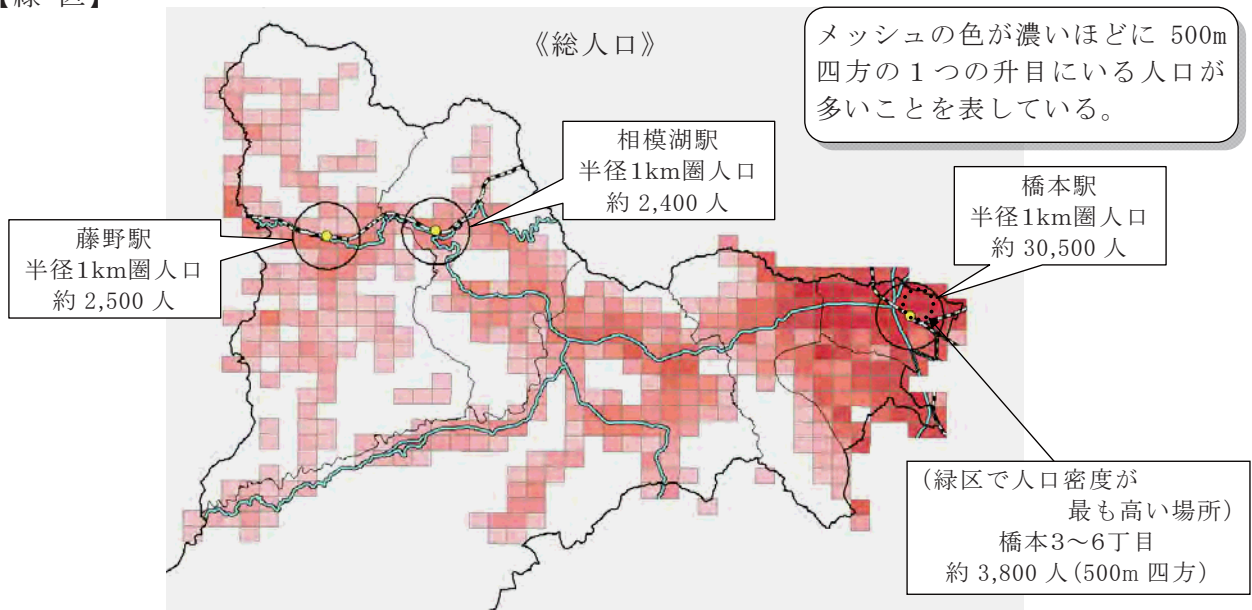 【緑 区】
《総人口》
メッシュの色が濃いほどに 500m
四方の１つの升目にいる人口が
多いことを表している。
相模湖駅
半径1km圏人口
約 2,400 人
橋本駅
半径1km圏人口
約 30,500 人
藤野駅
半径1km圏人口
約 2,500 人
(緑区で人口密度が
最も高い場所)
橋本3～6丁目
約 3,800 人(500m 四方)